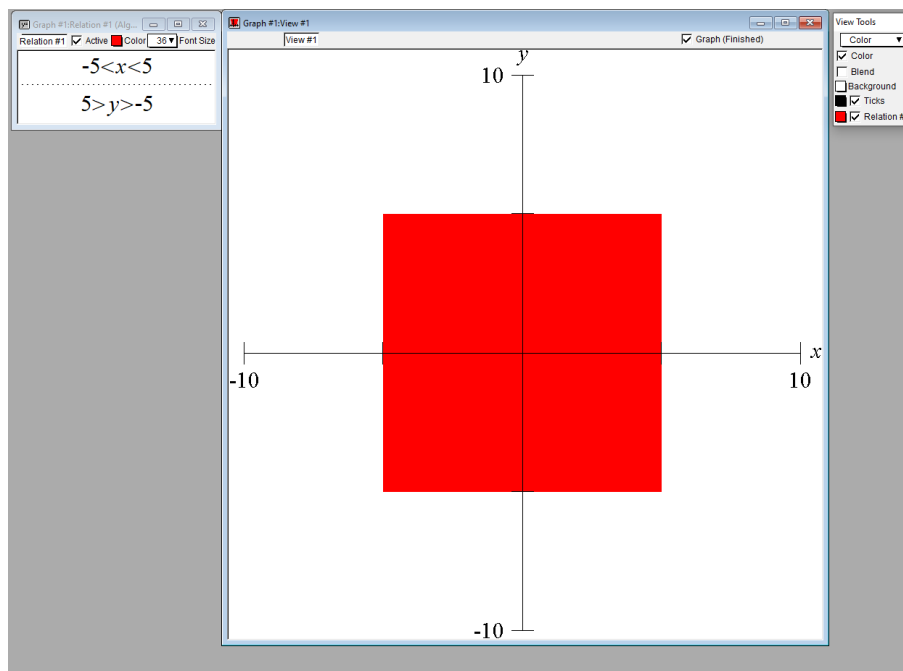 Graph #1:Relation #1 (Alg...
Relation #1 Active Color 36 Font Size
-5<x<5
5>y>-5
Graph #1:View #1
View #1 Graph (Finished)
y
10
x
-10 10
-10
View Tools
Color
Color
Blend
Background
Ticks
Relation #